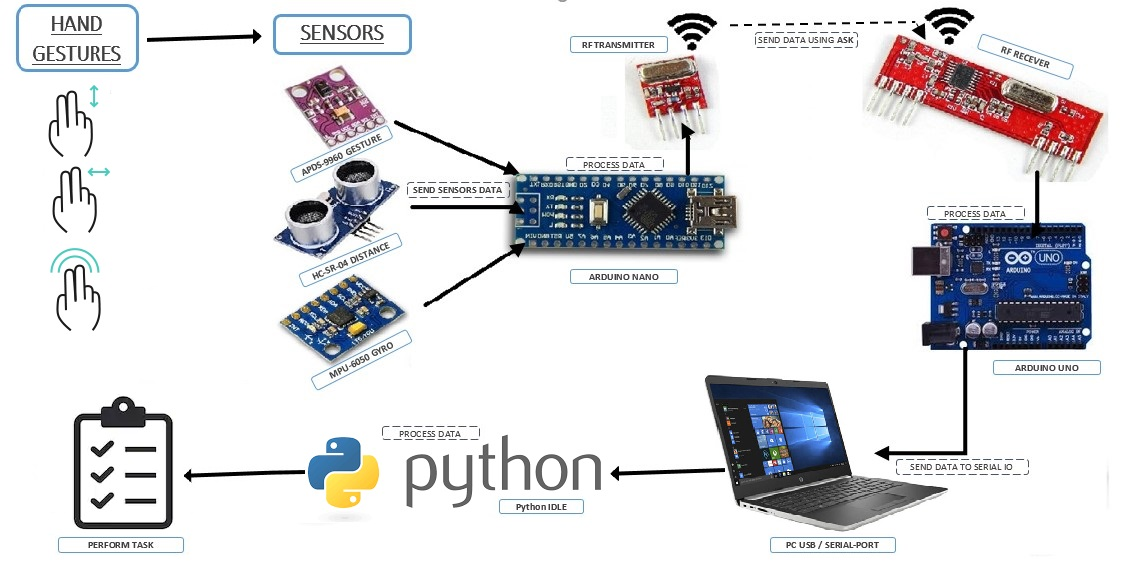 HAND
GESTURES
SENSORS
RF TRANSMITTER
SEND DATA USING ASK
RF RECEVER
APDS-9960 GESTURE
PROCESS DATA
SEND SENSORS DATA
HC-SR-04 DISTANCE
ARDUINO NANO
MPU-6050 GYRO
PROCESS DATA
UNO
ARDUINO
ARDUINO UNO
PROCESS DATA
python
SEND DATA TO SERIAL IO
Python IDLE
PERFORM TASK
PC USB / SERIAL-PORT